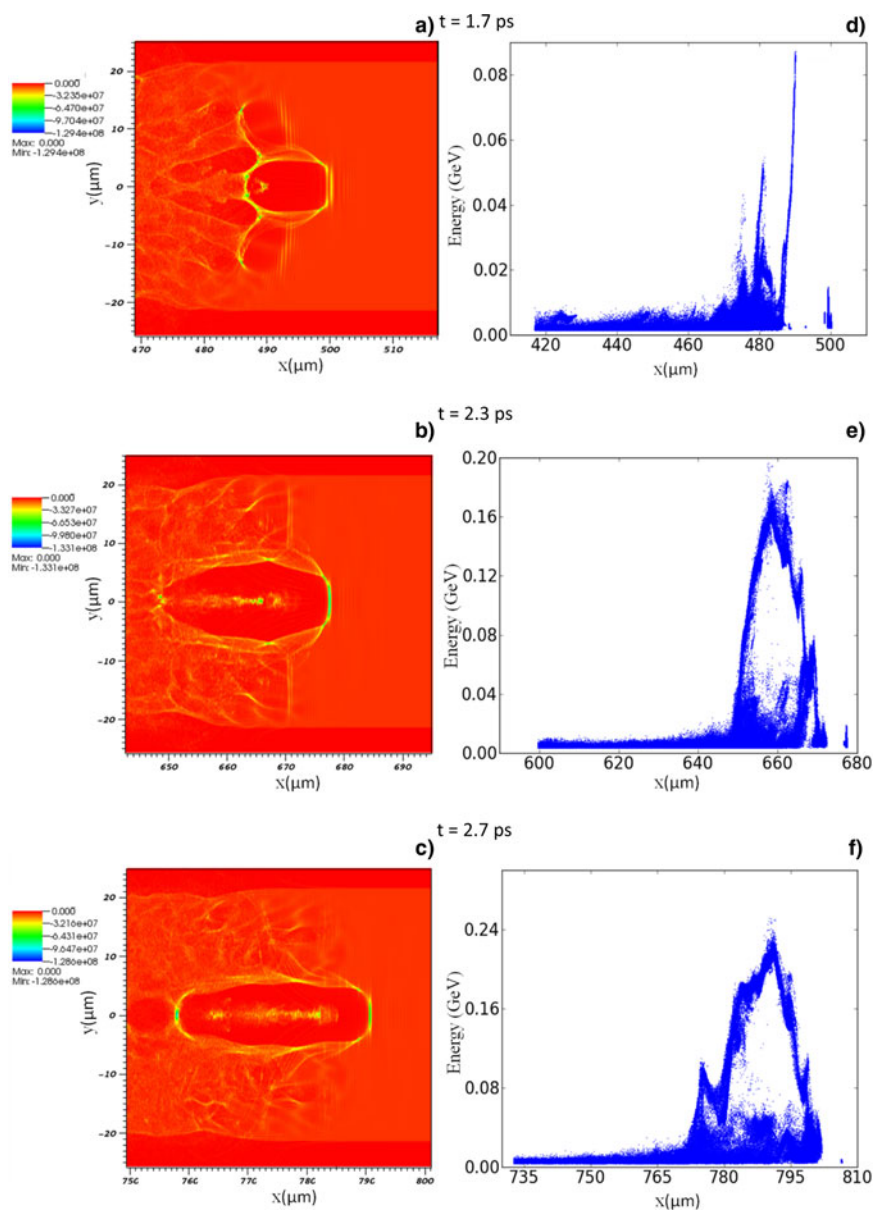 a) t = 1.7 ps d)
0.000
-3.235e+07
-6.470e+07
-9.704e+07
-1.294e+08
Max: 0.000
Min: -1.294e+08
20
10
0
-10
-20
y(μm)
470 480 490 500 510
x(μm)
0.08
0.06
0.04
0.02
0.00
Energy (GeV)
420 440 460 480 500
x(μm)
t = 2.3 ps
b) e)
0.000
-3.327e+07
-6.653e+07
-9.980e+07
-1.331e+08
Max: 0.000
Min: -1.331e+08
20
10
0
-10
-20
y(μm)
650 660 670 680 690
x(μm)
0.20
0.16
0.12
0.08
0.04
0.00
Energy (GeV)
600 620 640 660 680
x(μm)
t = 2.7 ps
c) f)
0.000
-3.216e+07
-6.431e+07
-9.647e+07
-1.286e+08
Max: 0.000
Min: -1.286e+08
20
10
0
-10
-20
y(μm)
x(μm)
0.24
0.16
0.08
0.00
Energy (GeV)
735 750 765 780 795 810
x(μm)